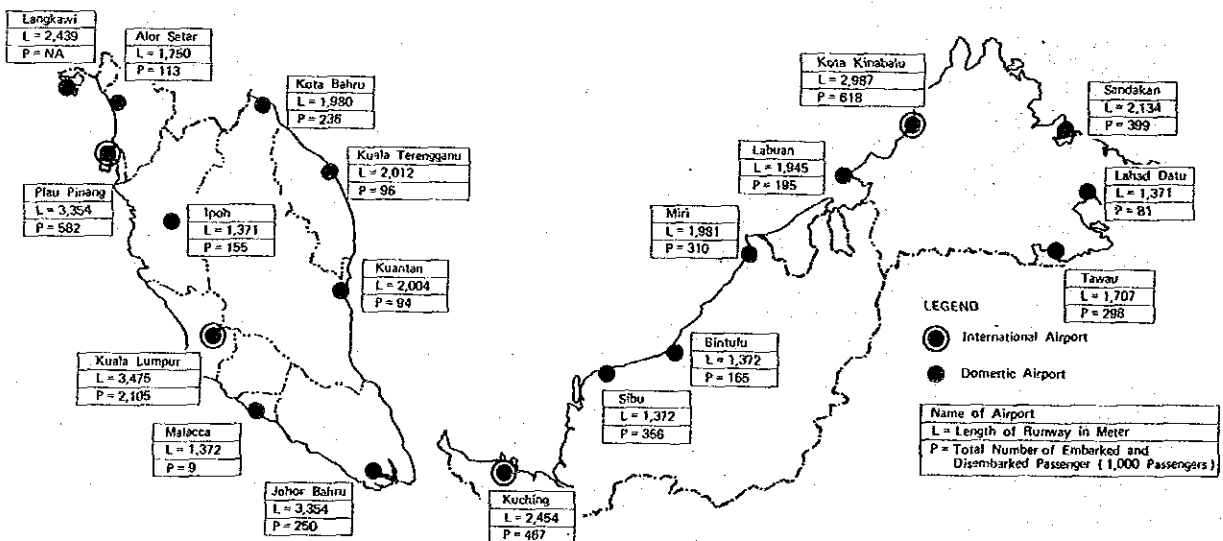 Langkawi
L = 2,439
P = NA
Alor Setar
L = 1,750
P = 113
Kota Bahru
L = 1,980
P = 236
Kuala Terengganu
L = 2,012
P = 96
Plau Pinang
L = 3,354
P = 582
Ipoh
L = 1,371
P = 155
Kuantan
L = 2,004
P = 84
Kuala Lumpur
L = 3,475
P = 2,105
Malacca
L = 1,372
P = 9
Johor Bahru
L = 3,354
P = 250
Kota Kinabalu
L = 2,987
P = 618
Sandakan
L = 2,134
P = 399
Labuan
L = 1,945
P = 195
Lahad Datu
L = 1,371
P = 81
Miri
L = 1,981
P = 310
Tawau
L = 1,707
P = 298
Bintulu
L = 1,372
P = 165
Sibu
L = 1,372
P = 356
Kuching
L = 2,454
P = 467
LEGEND
International Airport
Domestic Airport
Name of Airport
L = Length of Runway in Meter
P = Total Number of Embarked and
Disembarked Passenger (1,000 Passengers)